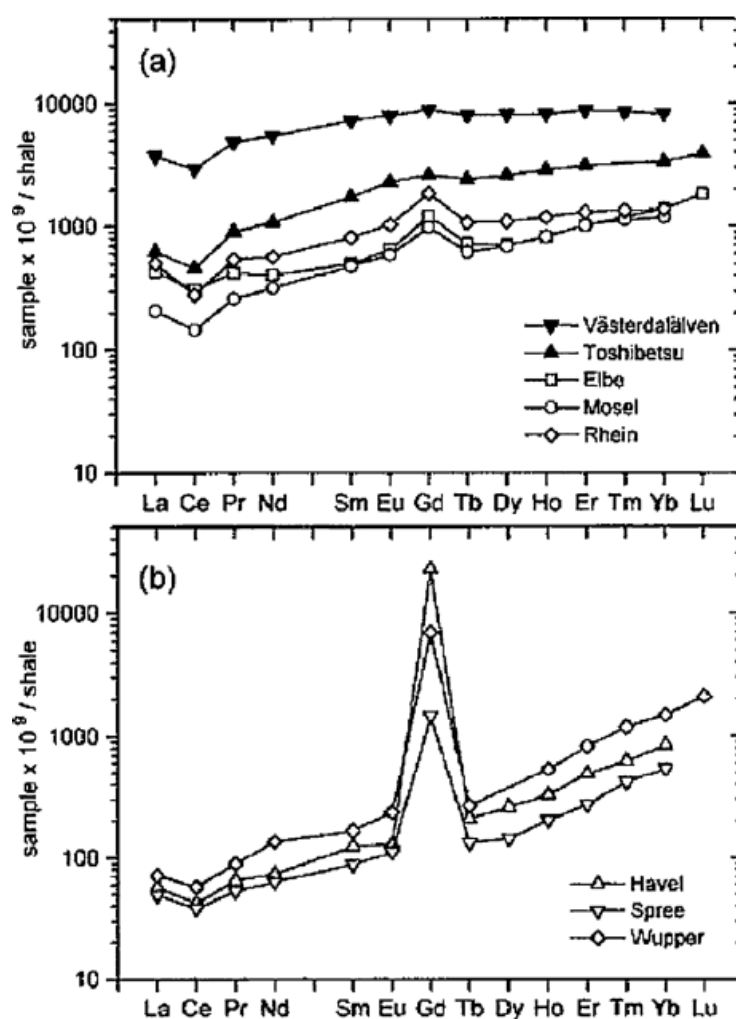 (a)
10000
1000
100
10
sample x 10⁹ / shale
Västerdalälven
Toshibetsu
Elbe
Mosel
Rhein
La Ce Pr Nd Sm Eu Gd Tb Dy Ho Er Tm Yb Lu
(b)
10000
1000
100
10
sample x 10⁹ / shale
Havel
Spree
Wupper
La Ce Pr Nd Sm Eu Gd Tb Dy Ho Er Tm Yb Lu